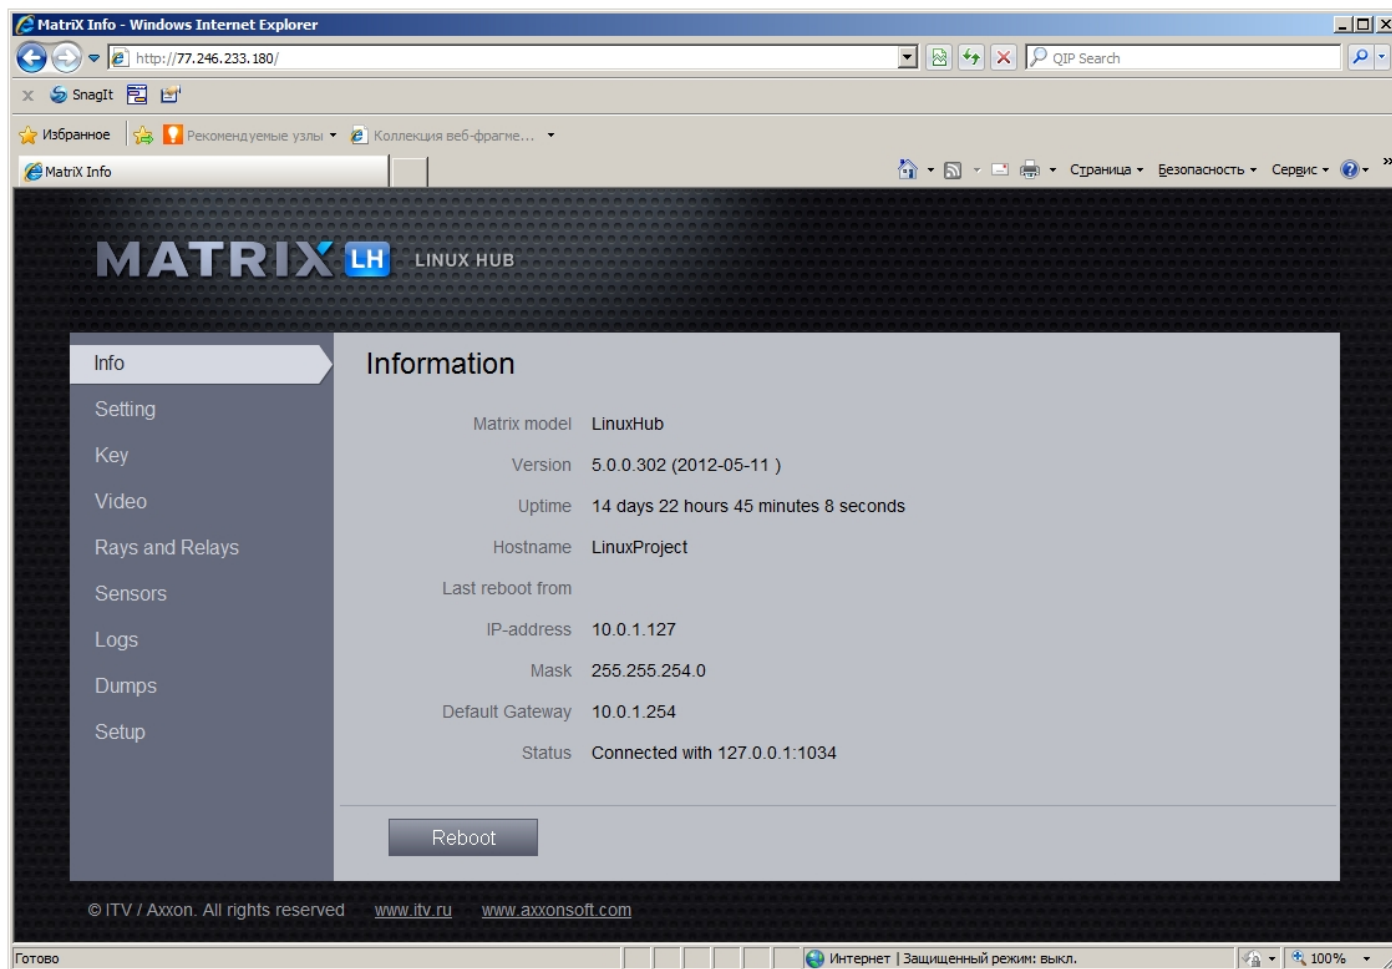 MatriX Info - Windows Internet Explorer
http://77.246.233.180/
QIP Search
x SnagIt
Избранное Рекомендуемые узлы Коллекция веб-фрагме...
MatriX Info
Страница Безопасность Сервис »
MATRIX LH LINUX HUB
Info
Information
Setting
Key
Video
Rays and Relays
Sensors
Logs
Dumps
Setup
Matrix model LinuxHub
Version 5.0.0.302 (2012-05-11 )
Uptime 14 days 22 hours 45 minutes 8 seconds
Hostname LinuxProject
Last reboot from
IP-address 10.0.1.127
Mask 255.255.254.0
Default Gateway 10.0.1.254
Status Connected with 127.0.0.1:1034
Reboot
© ITV / Axxon. All rights reserved www.itv.ru www.axxonsoft.com
Готово Интернет | Защищенный режим: выкл. 100%